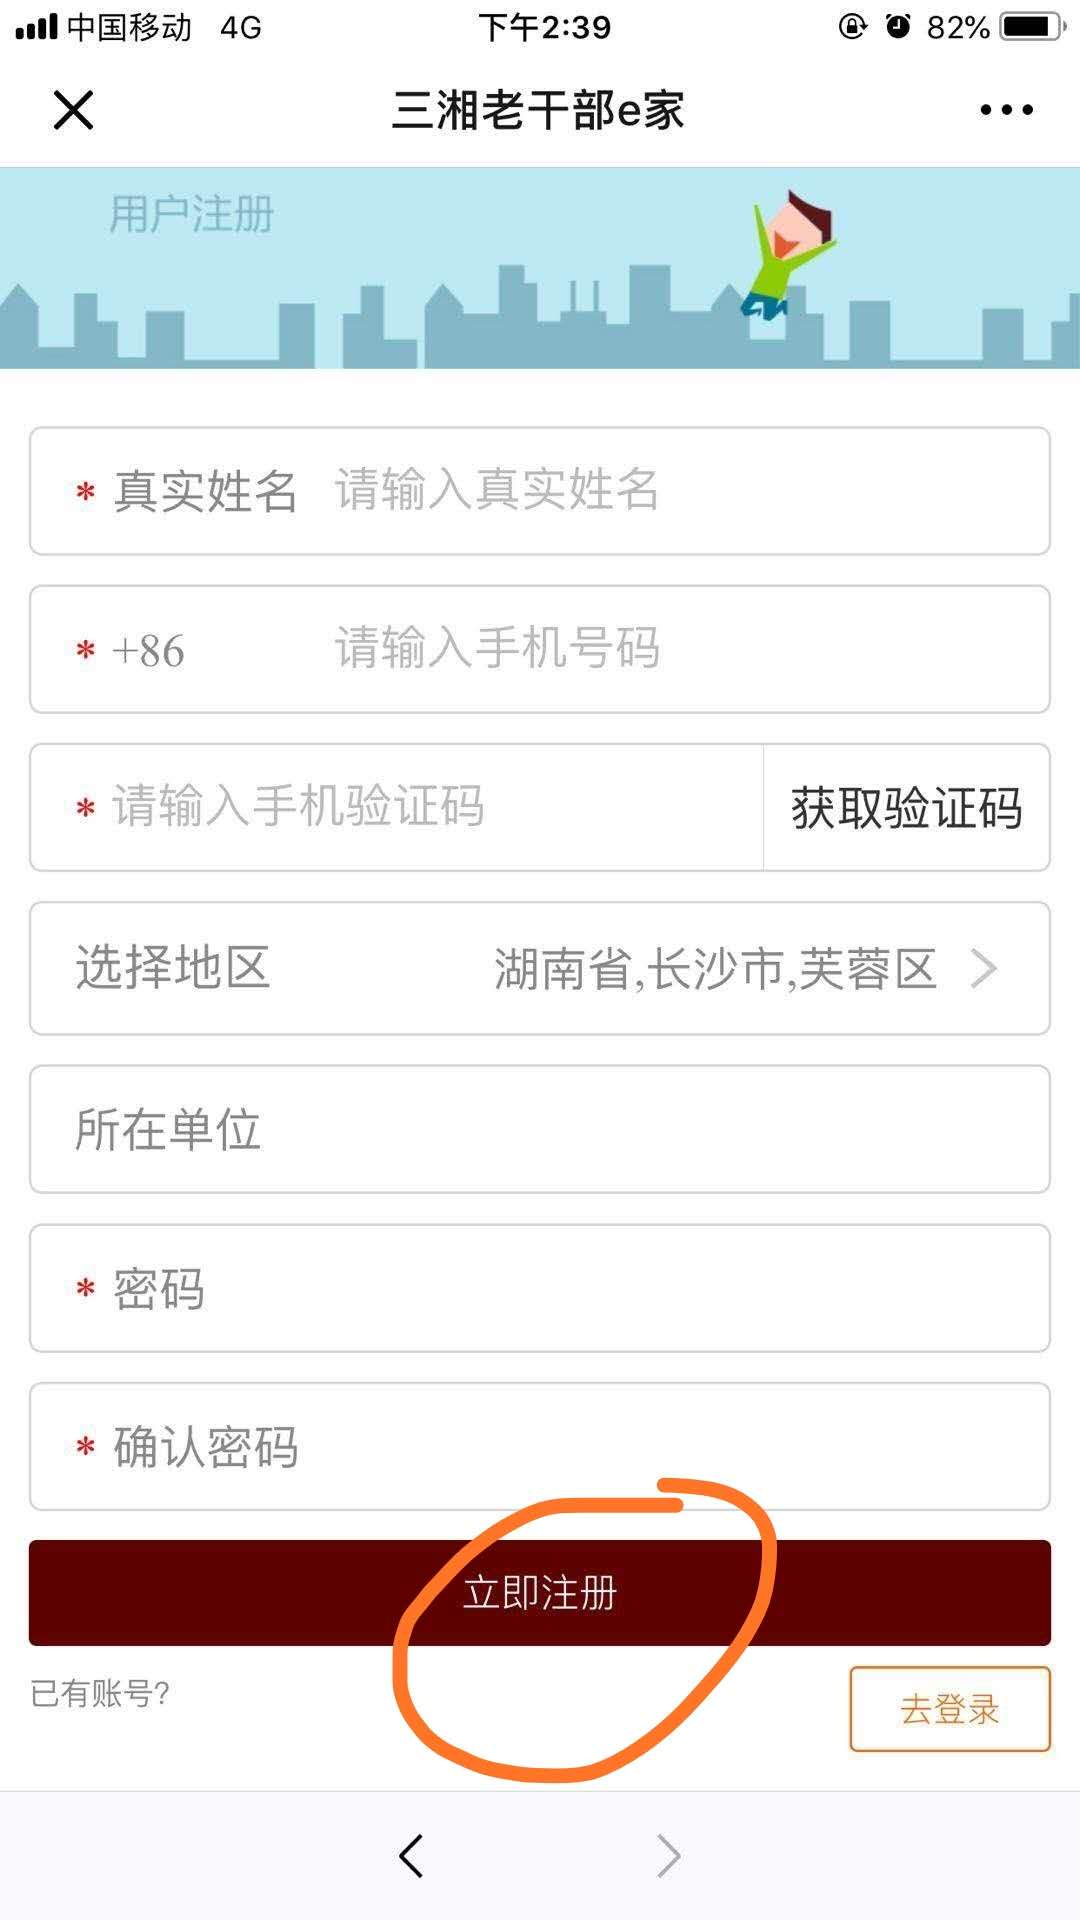 中国移动 4G 下午2:39 82%
三湘老干部e家
用户注册
* 真实姓名 请输入真实姓名
* +86 请输入手机号码
* 请输入手机验证码 获取验证码
选择地区 湖南省,长沙市,芙蓉区
所在单位
* 密码
* 确认密码
立即注册
已有账号?
去登录